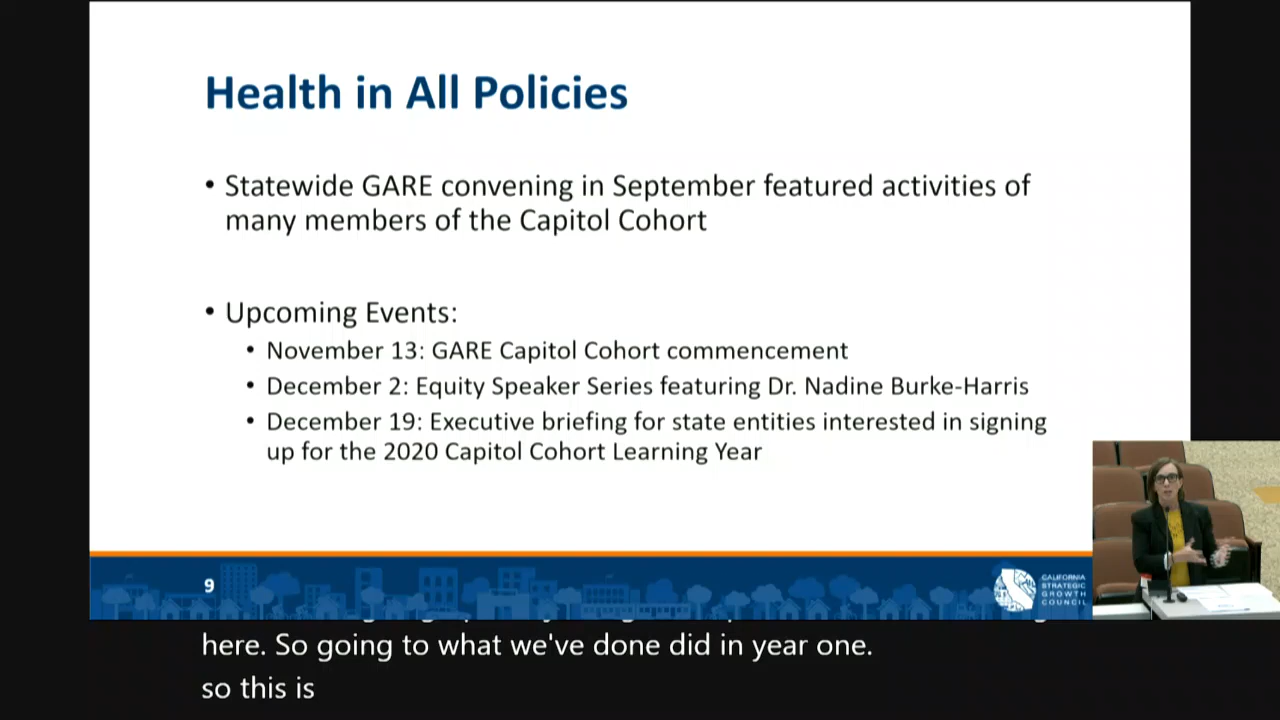 Health in All Policies
• Statewide GARE convening in September featured activities of
many members of the Capitol Cohort
• Upcoming Events:
• November 13: GARE Capitol Cohort commencement
• December 2: Equity Speaker Series featuring Dr. Nadine Burke-Harris
• December 19: Executive briefing for state entities interested in signing
up for the 2020 Capitol Cohort Learning Year
9
CALIFORNIA
STRATEGIC
GROWTH
COUNCIL
here. So going to what we've done did in year one.
so this is